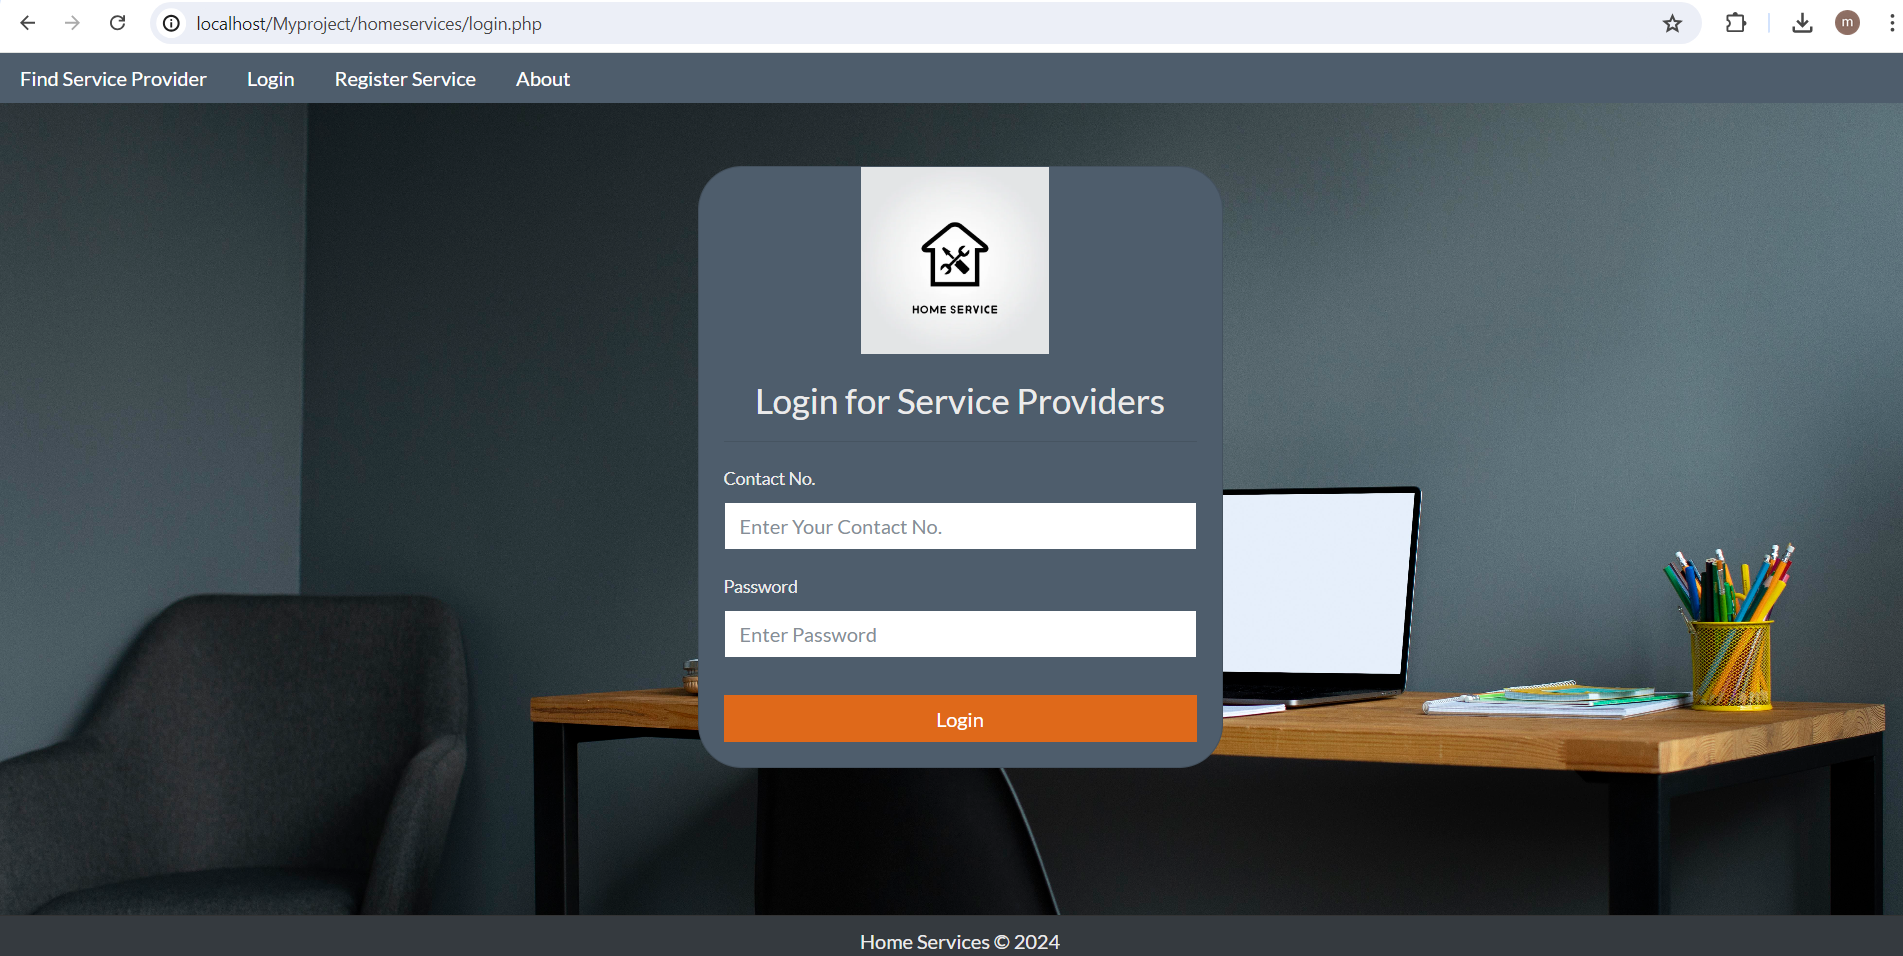 localhost/Myproject/homeservices/login.php
m
Find Service Provider Login Register Service About
HOME SERVICE
Login for Service Providers
Contact No.
Enter Your Contact No.
Password
Enter Password
Login
Home Services © 2024